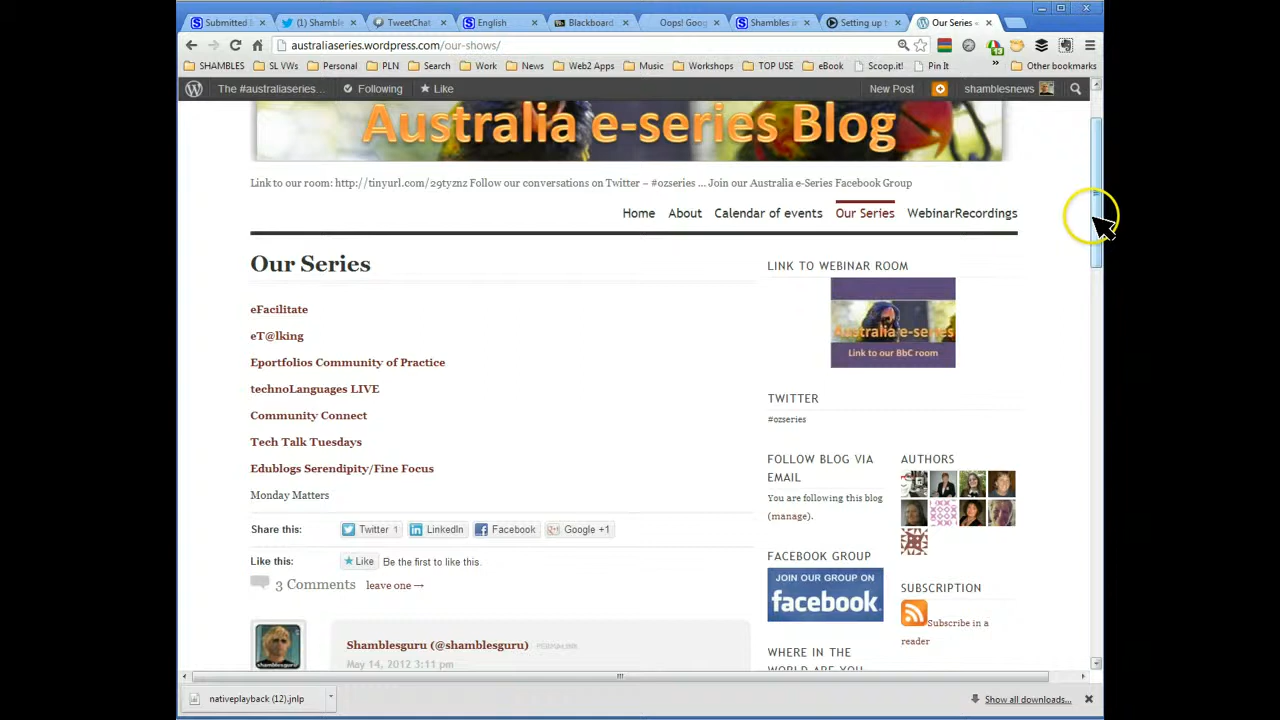 Submitted
(1) Shamble
TweetChat
English
Blackboard
Oops! Goog
Shambles in
Setting up
Our Series
australiaseries.wordpress.com/our-shows/
SHAMBLES
SL VWs
Personal
PLN
Search
Work
News
Web2 Apps
Music
Workshops
TOP USE
eBook
Scoop.it!
Pin It
»
Other bookmarks
The #australiaseries...
Following
Like
New Post
shamblesnews
Australia e-series Blog
Link to our room: http://tinyurl.com/29tyznz Follow our conversations on Twitter – #ozseries ... Join our Australia e-Series Facebook Group
Home About Calendar of events Our Series WebinarRecordings
Our Series
eFacilitate
eT@lking
Eportfolios Community of Practice
technoLanguages LIVE
Community Connect
Tech Talk Tuesdays
Edublogs Serendipity/Fine Focus
Monday Matters
Share this: Twitter 1 LinkedIn Facebook Google +1
Like this: Like Be the first to like this.
3 Comments leave one →
Shamblesguru (@shamblesguru)
May 14, 2012 3:11 pm
shamblesguru
LINK TO WEBINAR ROOM
Australia e-series
Link to our BbC room
TWITTER
#ozseries
FOLLOW BLOG VIA
EMAIL
You are following this blog
(manage).
AUTHORS
FACEBOOK GROUP
JOIN OUR GROUP ON
facebook
SUBSCRIPTION
Subscribe in a
reader
WHERE IN THE
WORLD ARE YOU
nativeplayback (12).jnlp
Show all downloads...